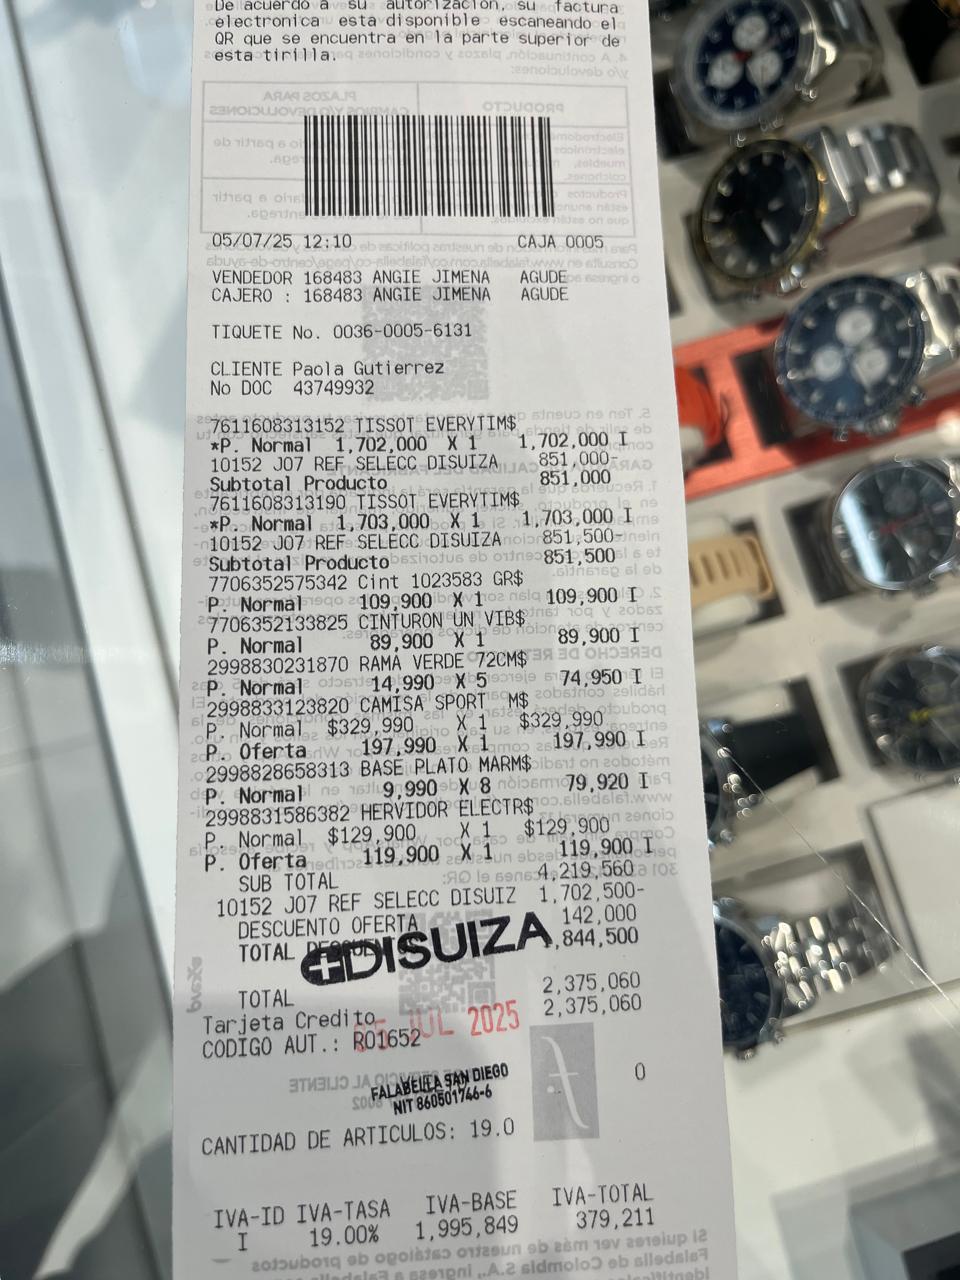 De acuerdo a su autorización, su factura
electronica esta disponible escaneando el
QR que se encuentra en la parte superior de
esta tirilla.
05/07/25 12:10 CAJA 0005
VENDEDOR 168483 ANGIE JIMENA AGUDE
CAJERO : 168483 ANGIE JIMENA AGUDE
TIQUETE No. 0036-0005-6131
CLIENTE Paola Gutierrez
No DOC 43749932
7611608313152 TISSOT EVERYTIM$
*P. Normal 1,702,000 X 1 1,702,000 I
10152 J07 REF SELECC DISUIZA 851,000-
Subtotal Producto 851,000
7611608313190 TISSOT EVERYTIM$
*P. Normal 1,703,000 X 1 1,703,000 I
10152 J07 REF SELECC DISUIZA 851,500-
Subtotal Producto 851,500
7706352575342 Cint 1023583 GR$
P. Normal 109,900 X 1 109,900 I
7706352133825 CINTURON UN VIB$
P. Normal 89,900 X 1 89,900 I
2998830231870 RAMA VERDE 72CM$
P. Normal 14,990 X 5 74,950 I
2998833123820 CAMISA SPORT M$
P. Normal $329,990 X 1 $329,990
P. Oferta 197,990 X 1 197,990 I
2998828658313 BASE PLATO MARM$
P. Normal 9,990 X 8 79,920 I
2998831586382 HERVIDOR ELECTR$
P. Normal $129,900 X 1 $129,900
P. Oferta 119,900 X 1 119,900 I
SUB TOTAL 4,219,560
10152 J07 REF SELECC DISUIZ 1,702,500-
DESCUENTO OFERTA 142,000
TOTAL ,844,500
DISUIZA
TOTAL 2,375,060
Tarjeta Credito 2,375,060
05 JUL 2025
CODIGO AUT.: R01652
0
FALABELLA SAN DIEGO
NIT 860501746-6
CANTIDAD DE ARTICULOS: 19.0
IVA-ID IVA-TASA IVA-BASE IVA-TOTAL
I 19.00% 1,995,849 379,211